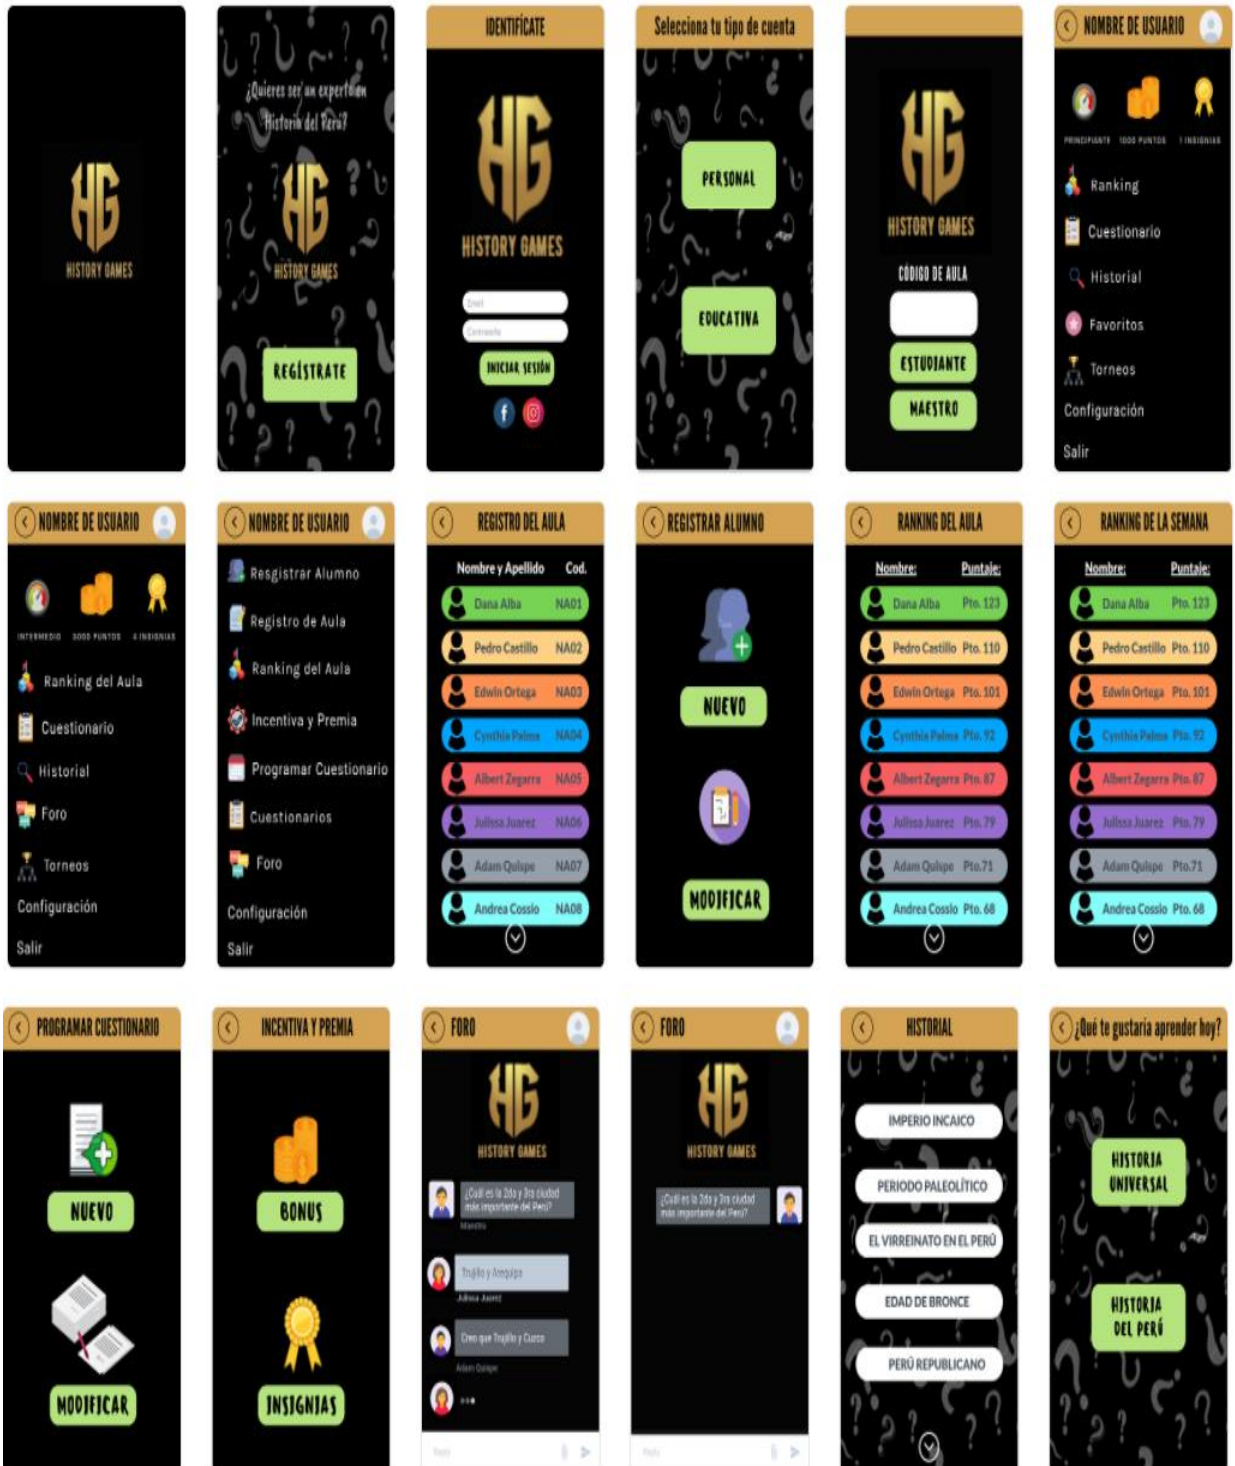 HG
HISTORY GAMES
¿Quieres ser un experto en
Historia del Perú?
HG
HISTORY GAMES
REGÍSTRATE
IDENTIFÍCATE
HG
HISTORY GAMES
Email
Contraseña
INICIAR SESIÓN
Selecciona tu tipo de cuenta
PERSONAL
EDUCATIVA
HG
HISTORY GAMES
CÓDIGO DE AULA
ESTUDIANTE
MAESTRO
NOMBRE DE USUARIO
PRINCIPIANTE 1000 PUNTOS 1 INSIGNIAS
Ranking
Cuestionario
Historial
Favoritos
Torneos
Configuración
Salir
NOMBRE DE USUARIO
INTERMEDIO 5000 PUNTOS 4 INSIGNIAS
Ranking del Aula
Cuestionario
Historial
Foro
Torneos
Configuración
Salir
NOMBRE DE USUARIO
Resgistrar Alumno
Registro de Aula
Ranking del Aula
Incentiva y Premia
Programar Cuestionario
Cuestionarios
Foro
Configuración
Salir
REGISTRO DEL AULA
Nombre y Apellido Cod.
Dana Alba NA01
Pedro Castillo NA02
Edwin Ortega NA03
Cynthia Palma NA04
Albert Zegarra NA05
Julissa Juarez NA06
Adam Quispe NA07
Andrea Cossio NA08
REGISTRAR ALUMNO
NUEVO
MODIFICAR
RANKING DEL AULA
Nombre: Puntaje:
Dana Alba Pto. 123
Pedro Castillo Pto. 110
Edwin Ortega Pto. 101
Cynthia Palma Pto. 92
Albert Zegarra Pto. 87
Julissa Juarez Pto. 79
Adam Quispe Pto.71
Andrea Cossio Pto. 68
RANKING DE LA SEMANA
Nombre: Puntaje:
Dana Alba Pto. 123
Pedro Castillo Pto. 110
Edwin Ortega Pto. 101
Cynthia Palma Pto. 92
Albert Zegarra Pto. 87
Julissa Juarez Pto. 79
Adam Quispe Pto.71
Andrea Cossio Pto. 68
PROGRAMAR CUESTIONARIO
NUEVO
MODIFICAR
INCENTIVA Y PREMIA
BONUS
INSIGNIAS
FORO
HG
HISTORY GAMES
¿Cuál es la 2da y 3ra ciudad
más importante del Perú?
Maestro
Trujillo y Arequipa
Julissa Juarez
Creo que Trujillo y Cuzco
Adam Quispe
Reply
FORO
HG
HISTORY GAMES
¿Cuál es la 2da y 3ra ciudad
más importante del Perú?
Reply
HISTORIAL
IMPERIO INCAICO
PERIODO PALEOLÍTICO
EL VIRREINATO EN EL PERÚ
EDAD DE BRONCE
PERÚ REPUBLICANO
¿Qué te gustaría aprender hoy?
HISTORIA
UNIVERSAL
HISTORIA
DEL PERÚ